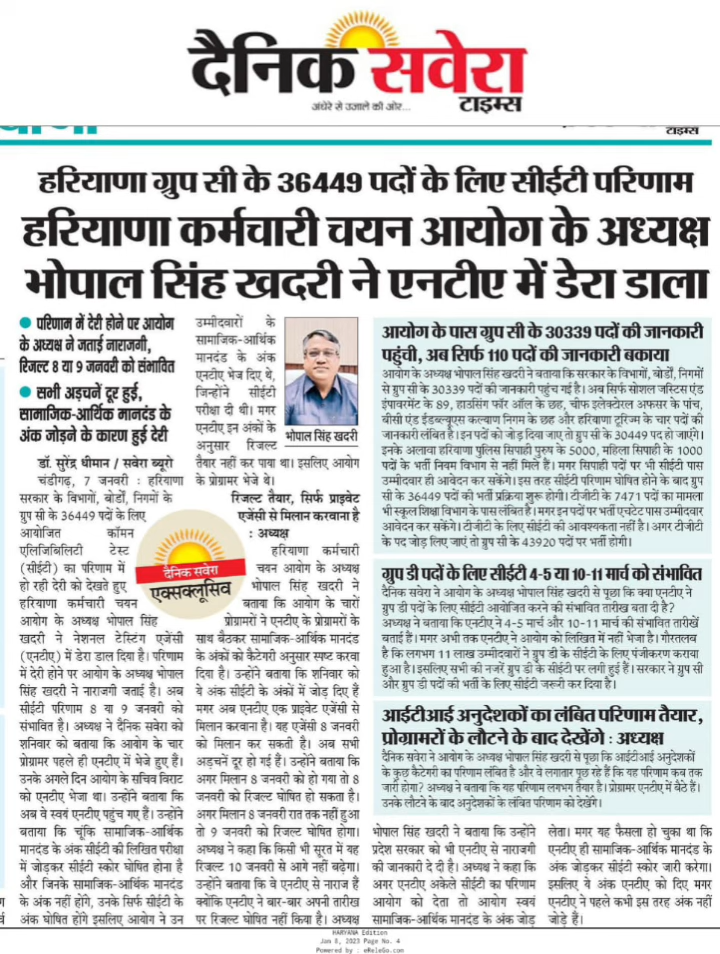 दैनिक सवेरा
टाइम्स
अंधेरे से उजाले की ओर...
टाइम्स
हरियाणा ग्रुप सी के 36449 पदों के लिए सीईटी परिणाम
हरियाणा कर्मचारी चयन आयोग के अध्यक्ष
भोपाल सिंह खदरी ने एनटीए में डेरा डाला
परिणाम में देरी होने पर आयोग
के अध्यक्ष ने जताई नाराजगी,
रिजल्ट 8 या 9 जनवरी को संभावित
सभी अड़चनें दूर हुई,
सामाजिक-आर्थिक मानदंड के
अंक जोड़ने के कारण हुई देरी
डॉ. सुरेंद्र धीमान / सवेरा ब्यूरो
चंडीगढ़, 7 जनवरी : हरियाणा
सरकार के विभागों, बोर्डों, निगमों के
ग्रुप सी के 36449 पदों के लिए
आयोजित कॉमन
एलिजिबिलिटी टेस्ट
(सीईटी) का परिणाम में
हो रही देरी को देखते हुए
हरियाणा कर्मचारी चयन
आयोग के अध्यक्ष भोपाल सिंह
खदरी ने नेशनल टेस्टिंग एजेंसी
(एनटीए) में डेरा डाल दिया है। परिणाम
में देरी होने पर आयोग के अध्यक्ष भोपाल
सिंह खदरी ने नाराजगी जताई है। अब
सीईटी परिणाम 8 या 9 जनवरी को
संभावित है। अध्यक्ष ने दैनिक सवेरा को
शनिवार को बताया कि आयोग के चार
प्रोग्रामर पहले ही एनटीए में भेजे हुए हैं।
उनके अगले दिन आयोग के सचिव विराट
को एनटीए भेजा था। उन्होंने बताया कि
अब वे स्वयं एनटीए पहुंच गए हैं। उन्होंने
बताया कि चूंकि सामाजिक-आर्थिक
मानदंड के अंक सीईटी की लिखित परीक्षा
में जोड़कर सीईटी स्कोर घोषित होना है
और जिनके सामाजिक-आर्थिक मानदंड
के अंक नहीं होंगे, उनके सिर्फ सीईटी के
अंक घोषित होंगे इसलिए आयोग ने उन
उम्मीदवारों के
सामाजिक-आर्थिक
मानदंड के अंक
एनटीए भेज दिए थे,
जिन्होंने सीईटी
परीक्षा दी थी। मगर
एनटीए इन अंकों के
अनुसार रिजल्ट
तैयार नहीं कर पाया था। इसलिए आयोग
के प्रोग्रामर भेजे थे।
भोपाल सिंह खदरी
रिजल्ट तैयार, सिर्फ प्राइवेट
एजेंसी से मिलान करवाना है
: अध्यक्ष
दैनिक सवेरा
एक्सक्लूसिव
हरियाणा कर्मचारी
चयन आयोग के अध्यक्ष
भोपाल सिंह खदरी ने
बताया कि आयोग के चारों
प्रोग्रामरों ने एनटीए के प्रोग्रामरों के
साथ बैठकर सामाजिक-आर्थिक मानदंड
के अंकों को कैटेगरी अनुसार स्पष्ट करवा
दिया है। उन्होंने बताया कि शनिवार को
ये अंक सीईटी के अंकों में जोड़ दिए हैं
मगर अब एनटीए एक प्राइवेट एजेंसी से
मिलान करवाना है। यह एजेंसी 8 जनवरी
को मिलान कर सकती है। अब सभी
अड़चनें दूर हो गई हैं। उन्होंने बताया कि
अगर मिलान 8 जनवरी को हो गया तो 8
जनवरी को रिजल्ट घोषित हो सकता है।
अगर मिलान 8 जनवरी रात तक नहीं हुआ
तो 9 जनवरी को रिजल्ट घोषित होगा।
अध्यक्ष ने कहा कि किसी भी सूरत में यह
रिजल्ट 10 जनवरी से आगे नहीं बढ़ेगा।
उन्होंने बताया कि वे एनटीए से नाराज हैं
क्योंकि एनटीए ने बार-बार अपनी तारीख
पर रिजल्ट घोषित नहीं किया है। अध्यक्ष
भोपाल सिंह खदरी ने बताया कि उन्होंने
प्रदेश सरकार को भी एनटीए से नाराजगी
की जानकारी दे दी है। अध्यक्ष ने कहा कि
अगर एनटीए अकेले सीईटी का परिणाम
आयोग को देता तो आयोग स्वयं
सामाजिक-आर्थिक मानदंड के अंक जोड़
लेता। मगर यह फैसला हो चुका था कि
एनटीए ही सामाजिक-आर्थिक मानदंड के
अंक जोड़कर सीईटी स्कोर जारी करेगा।
इसलिए ये अंक एनटीए को दिए मगर
एनटीए ने पहले कभी इस तरह अंक नहीं
जोड़े हैं।
आयोग के पास ग्रुप सी के 30339 पदों की जानकारी
पहुंची, अब सिर्फ 110 पदों की जानकारी बकाया
आयोग के अध्यक्ष भोपाल सिंह खदरी ने बताया कि सरकार के विभागों, बोर्डों, निगमों
से ग्रुप सी के 30339 पदों की जानकारी पहुंच गई है। अब सिर्फ सोशल जस्टिस एंड
इंपावरमेंट के 89, हाउसिंग फॉर ऑल के छह, चीफ इलेक्टोरल अफसर के पांच,
बीसी एंड ईडब्ल्यूएस कल्याण निगम के छह और हरियाणा टूरिज्म के चार पदों की
जानकारी लंबित है। इन पदों को जोड़ दिया जाए तो ग्रुप सी के 30449 पद हो जाएंगे।
इनके अलावा हरियाणा पुलिस सिपाही पुरुष के 5000, महिला सिपाही के 1000
पदों के भर्ती नियम विभाग से नहीं मिले हैं। मगर सिपाही पदों पर भी सीईटी पास
उम्मीदवार ही आवेदन कर सकेंगे। इस तरह सीईटी परिणाम घोषित होने के बाद ग्रुप
सी के 36449 पदों की भर्ती प्रक्रिया शुरू होगी। टीजीटी के 7471 पदों का मामला
भी स्कूल शिक्षा विभाग के पास लंबित है। मगर इन पदों पर भर्ती एचटेट पास उम्मीदवार
आवेदन कर सकेंगे। टीजीटी के लिए सीईटी की आवश्यकता नहीं है। अगर टीजीटी
के पद जोड़ लिए जाएं तो ग्रुप सी के 43920 पदों पर भर्ती होगी।
ग्रुप डी पदों के लिए सीईटी 4-5 या 10-11 मार्च को संभावित
दैनिक सवेरा ने आयोग के अध्यक्ष भोपाल सिंह खदरी से पूछा कि क्या एनटीए ने
ग्रुप डी पदों के लिए सीईटी आयोजित करने की संभावित तारीख बता दी है?
अध्यक्ष ने बताया कि एनटीए ने 4-5 मार्च और 10-11 मार्च की संभावित तारीखें
बताई हैं। मगर अभी तक एनटीए ने आयोग को लिखित में नहीं भेजा है। गौरतलब
है कि लगभग 11 लाख उम्मीदवारों ने ग्रुप डी के सीईटी के लिए पंजीकरण कराया
हुआ है। इसलिए सभी की नजरें ग्रुप डी के सीईटी पर लगी हुई हैं। सरकार ने ग्रुप सी
और ग्रुप डी पदों की भर्ती के लिए सीईटी जरूरी कर दिया है।
आईटीआई अनुदेशकों का लंबित परिणाम तैयार,
प्रोग्रामरों के लौटने के बाद देखेंगे : अध्यक्ष
दैनिक सवेरा ने आयोग के अध्यक्ष भोपाल सिंह खदरी से पूछा कि आईटीआई अनुदेशकों
के कुछ कैटेगरी का परिणाम लंबित है और वे लगातार पूछ रहे हैं कि यह परिणाम कब तक
जारी होगा? अध्यक्ष ने बताया कि यह परिणाम लगभग तैयार है। प्रोग्रामर एनटीए में बैठे हैं।
उनके लौटने के बाद अनुदेशकों के लंबित परिणाम को देखेंगे।
HARYANA Edition
Jan 8, 2023 Page No. 4
Powered by : eReleGo.com